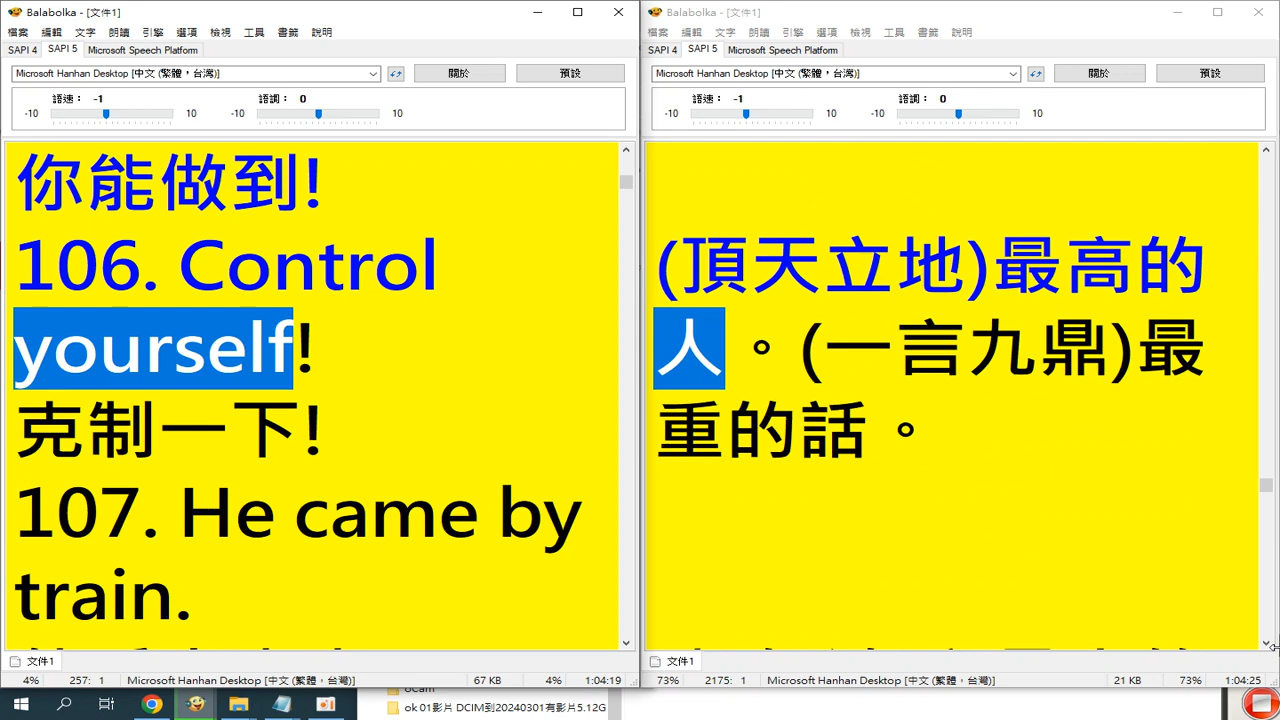 Balabolka - [文件1]
檔案 編輯 文字 朗讀 引擎 選項 檢視 工具 書籤 說明
SAPI 4 SAPI 5 Microsoft Speech Platform
Microsoft Hanhan Desktop [中文 (繁體，台灣)] 關於 預設
語速： -1 語調： 0
-10 10 -10 10
你能做到!
106. Control
yourself!
克制一下!
107. He came by
train.
文件1
4% 257: 1 Microsoft Hanhan Desktop [中文 (繁體，台灣)] 67 KB 4% 1:04:19
Balabolka - [文件1]
檔案 編輯 文字 朗讀 引擎 選項 檢視 工具 書籤 說明
SAPI 4 SAPI 5 Microsoft Speech Platform
Microsoft Hanhan Desktop [中文 (繁體，台灣)] 關於 預設
語速： -1 語調： 0
-10 10 -10 10
(頂天立地)最高的
人。(一言九鼎)最
重的話。
文件1
73% 2175: 1 Microsoft Hanhan Desktop [中文 (繁體，台灣)] 21 KB 73% 1:04:25
oCam
ok 01影片 DCIM到20240301有影片5.12G